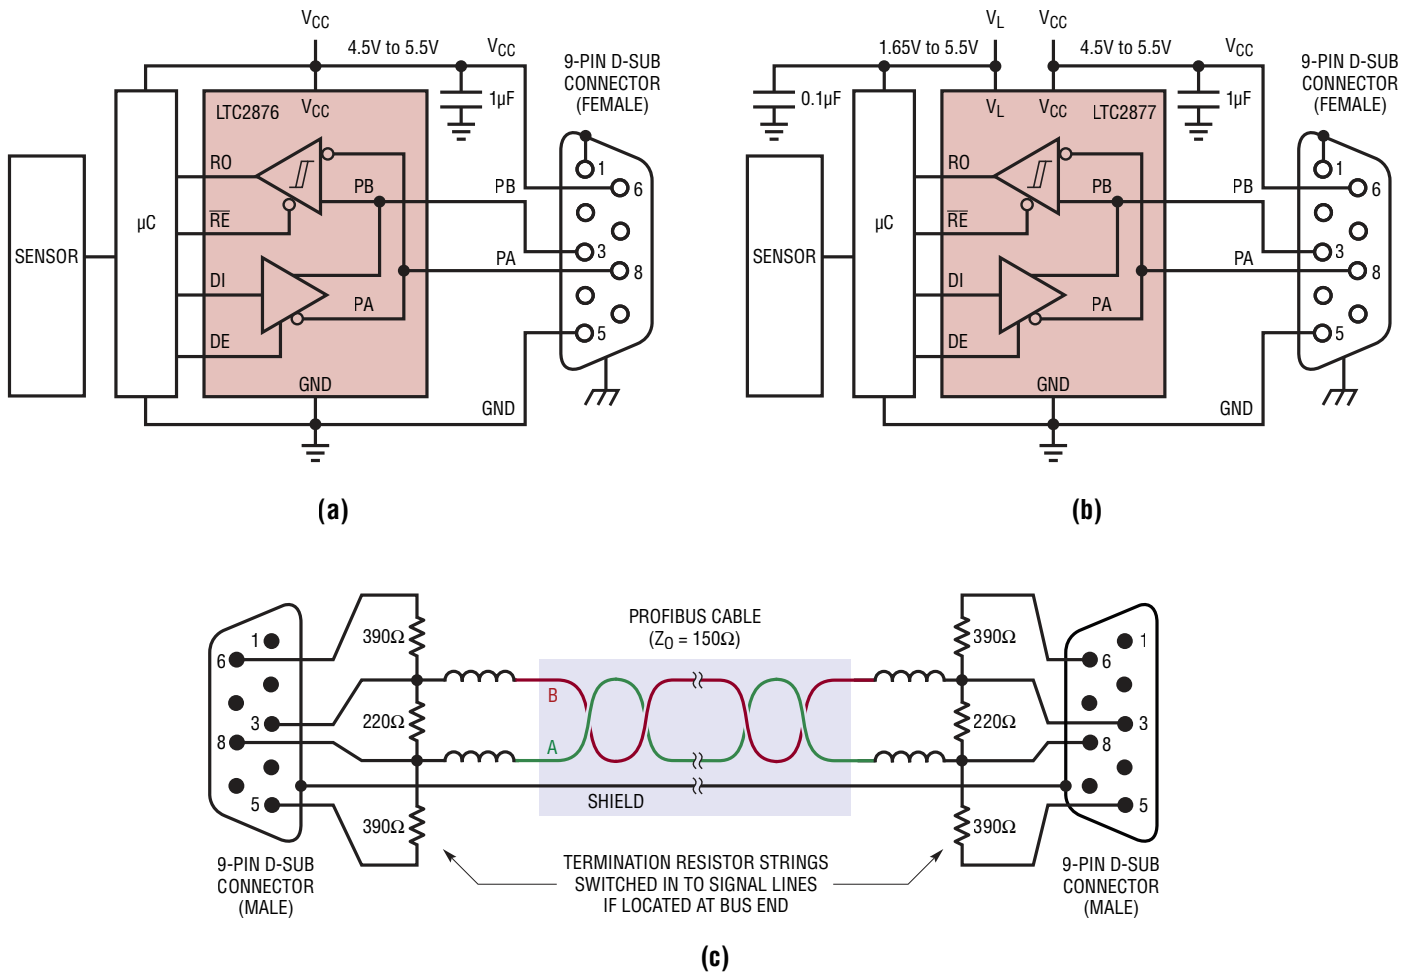 VCC
4.5V to 5.5V
VCC
9-PIN D-SUB
CONNECTOR
(FEMALE)
1µF
LTC2876
VCC
RO
PB
RE
µC
SENSOR
DI
PA
DE
GND
PB
PA
GND
1
6
3
8
5
(a)
VL
VCC
1.65V to 5.5V
4.5V to 5.5V
VCC
9-PIN D-SUB
CONNECTOR
(FEMALE)
0.1µF
1µF
VL
VCC
LTC2877
RO
PB
RE
µC
SENSOR
DI
PA
DE
GND
PB
PA
GND
1
6
3
8
5
(b)
PROFIBUS CABLE
(Z0 = 150Ω)
1
6
3
8
5
390Ω
220Ω
390Ω
B
A
SHIELD
390Ω
220Ω
390Ω
1
6
3
8
5
9-PIN D-SUB
CONNECTOR
(MALE)
TERMINATION RESISTOR STRINGS
SWITCHED IN TO SIGNAL LINES
IF LOCATED AT BUS END
9-PIN D-SUB
CONNECTOR
(MALE)
(c)